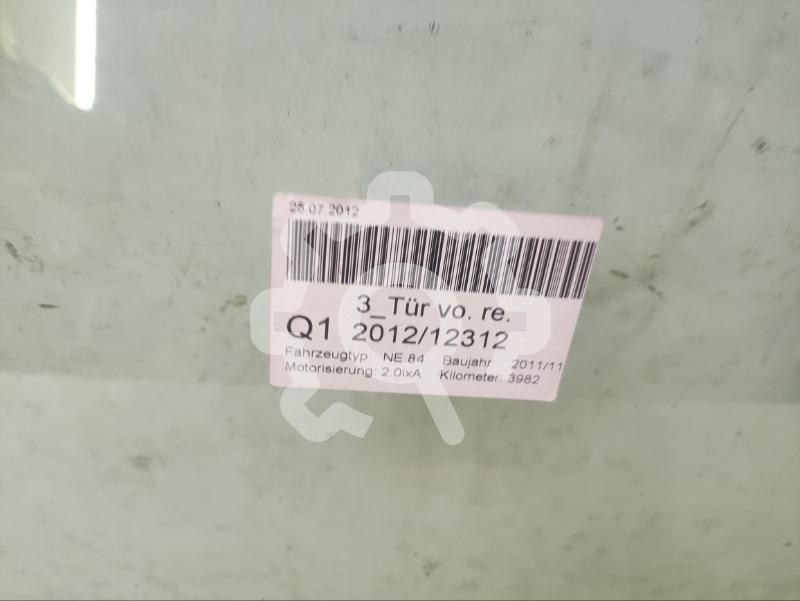 26.07.2012
3_Tür vo. re.
Q1 2012/12312
Fahrzeugtyp: NE 84 Baujahr: 2011/11
Motorisierung: 2.0ixA Kilometer: 3982